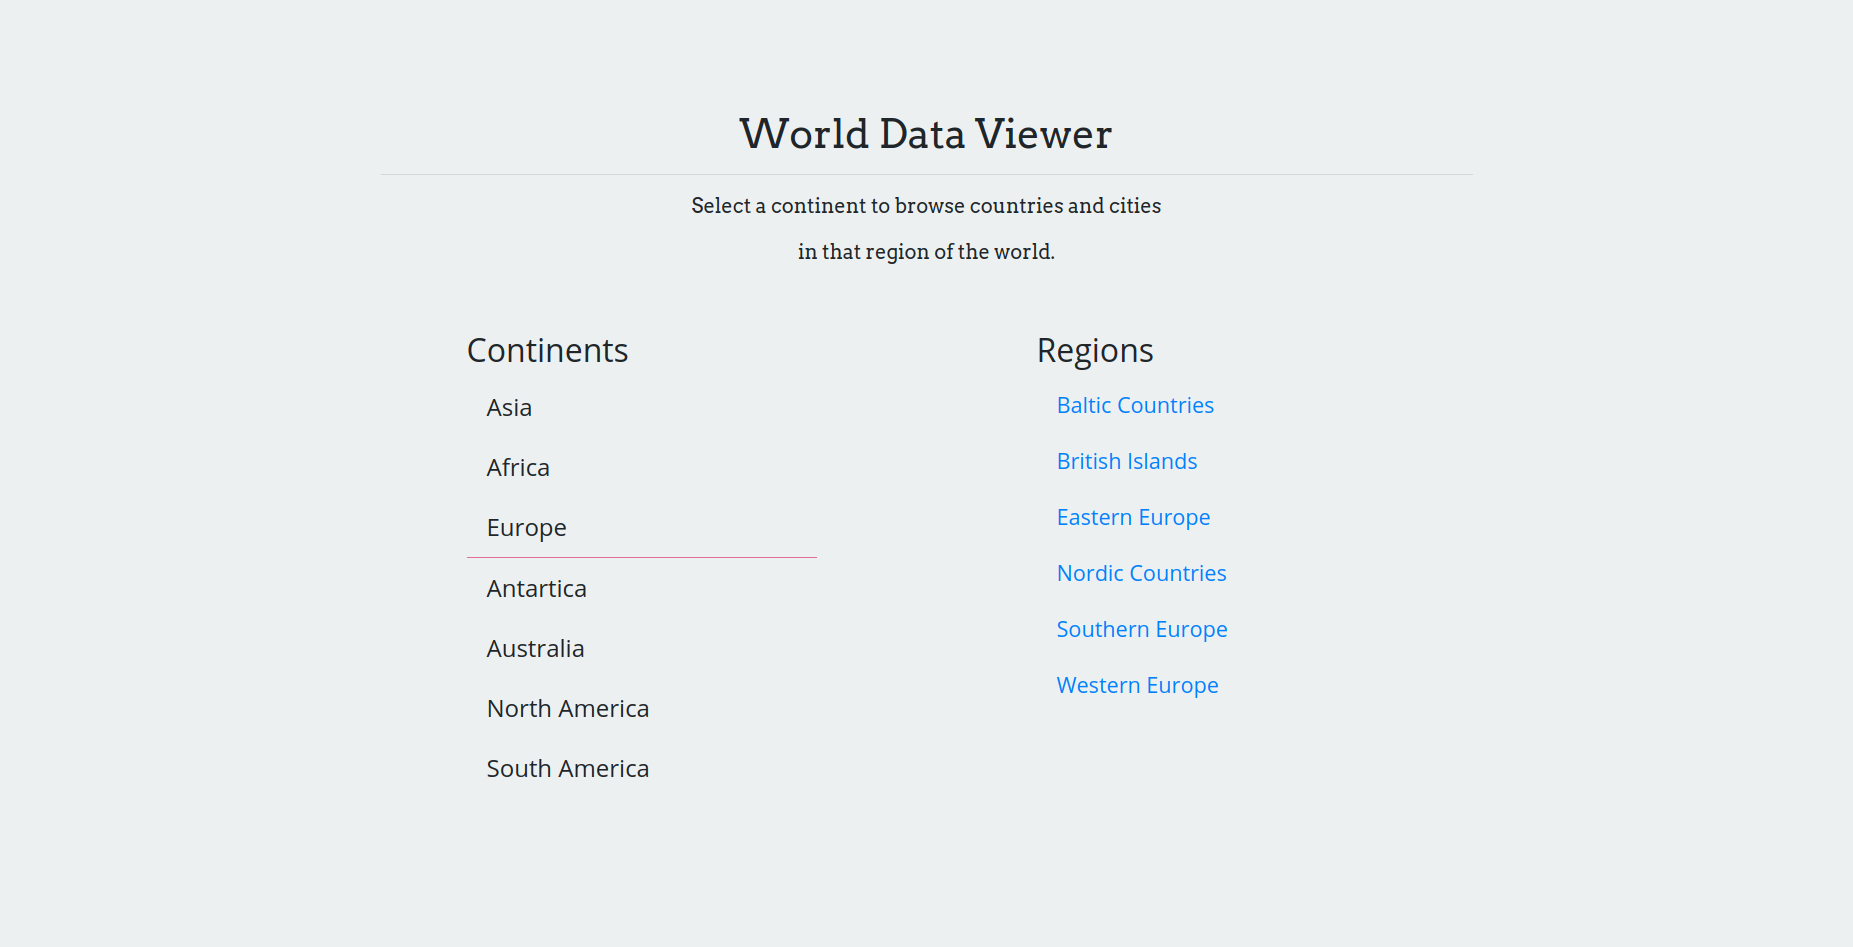 World Data Viewer
Select a continent to browse countries and cities
in that region of the world.
Continents
Asia
Africa
Europe
Antartica
Australia
North America
South America
Regions
Baltic Countries
British Islands
Eastern Europe
Nordic Countries
Southern Europe
Western Europe